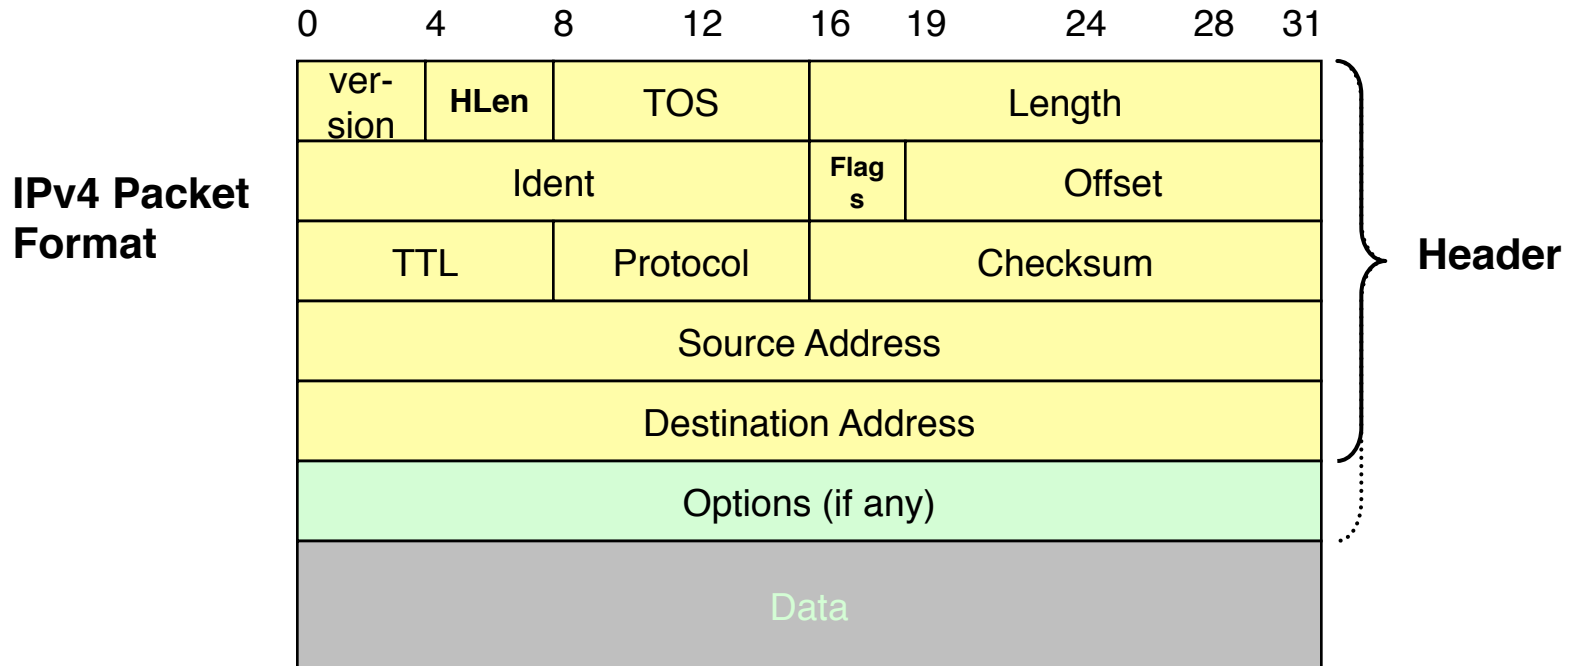 0 4 8 12 16 19 24 28 31
ver-
sion
HLen
TOS
Length
IPv4 Packet
Format
Ident
Flag
s
Offset
TTL
Protocol
Checksum
Header
Source Address
Destination Address
Options (if any)
Data